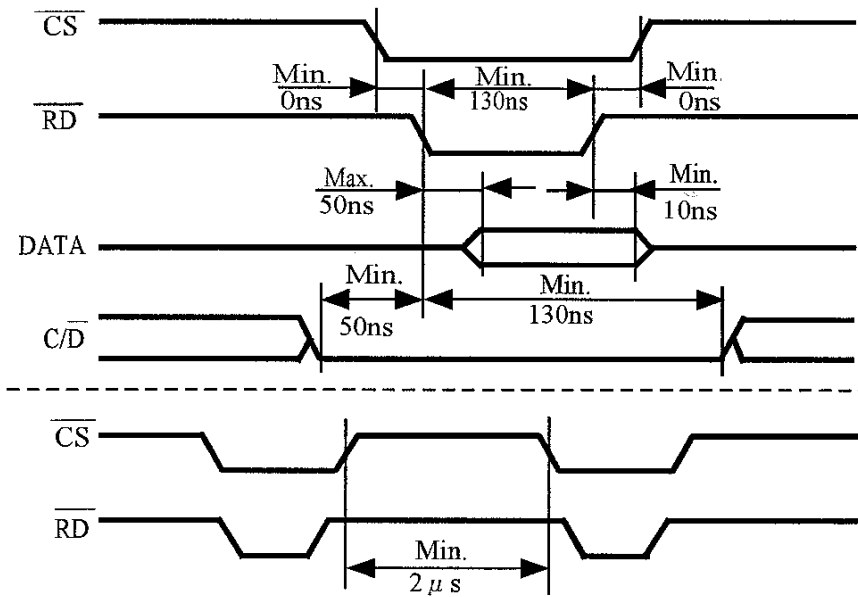 CS
Min. 0ns
Min. 130ns
Min. 0ns
RD
Max. 50ns
Min. 10ns
DATA
Min. 50ns
Min. 130ns
C/D
CS
RD
Min. 2μs